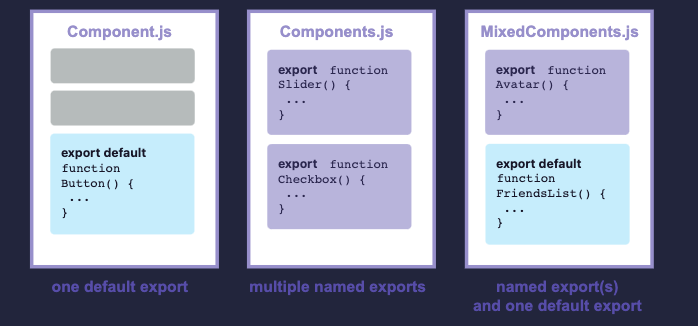 Component.js
export default
function
Button() {
...
}
one default export
Components.js
export function
Slider() {
...
}
export function
Checkbox() {
...
}
multiple named exports
MixedComponents.js
export function
Avatar() {
...
}
export default
function
FriendsList() {
...
}
named export(s)
and one default export